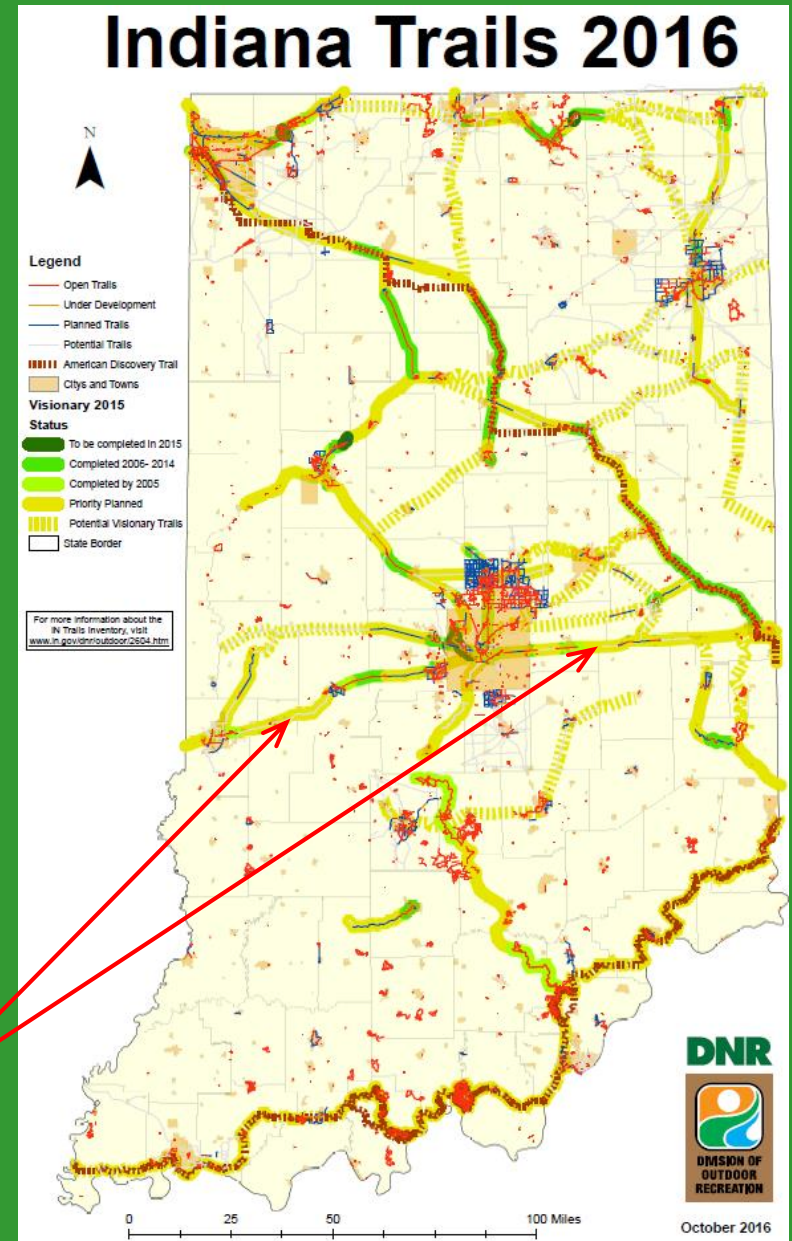 Indiana Trails 2016
N
Legend
Open Trails
Under Development
Planned Trails
Potential Trails
American Discovery Trail
Citys and Towns
Visionary 2015
Status
To be completed in 2015
Completed 2006- 2014
Completed by 2005
Priority Planned
Potential Visionary Trails
State Border
For more information about the
IN Trails Inventory, visit
www.in.gov/dnr/outdoor/2604.htm
DNR
DIVISION OF
OUTDOOR
RECREATION
0 25 50 100 Miles
October 2016